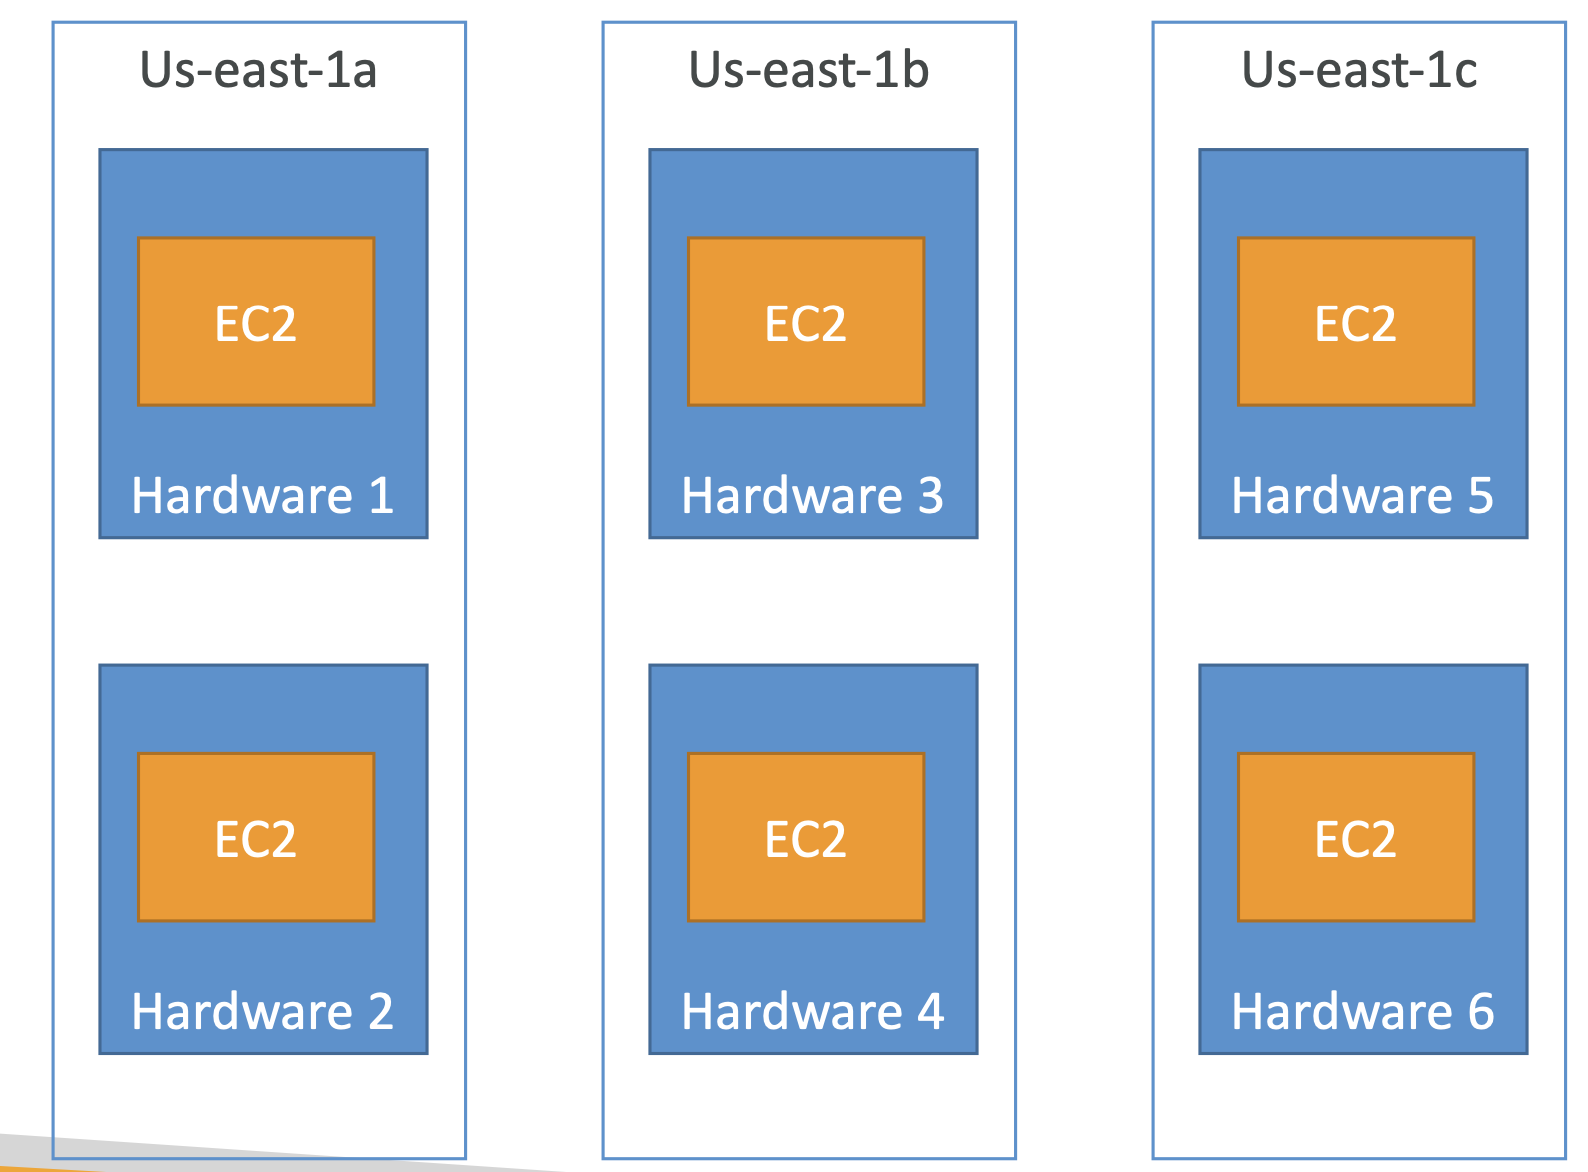 Us-east-1a
EC2
Hardware 1
EC2
Hardware 2
Us-east-1b
EC2
Hardware 3
EC2
Hardware 4
Us-east-1c
EC2
Hardware 5
EC2
Hardware 6